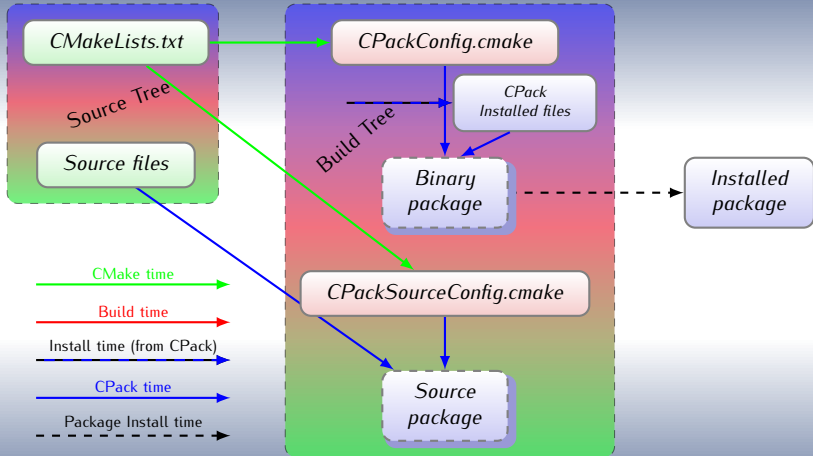 CMakeLists.txt
CPackConfig.cmake
CPack
Installed files
Source Tree
Build Tree
Source files
Binary
package
Installed
package
CMake time
CPackSourceConfig.cmake
Build time
Install time (from CPack)
CPack time
Source
package
Package Install time